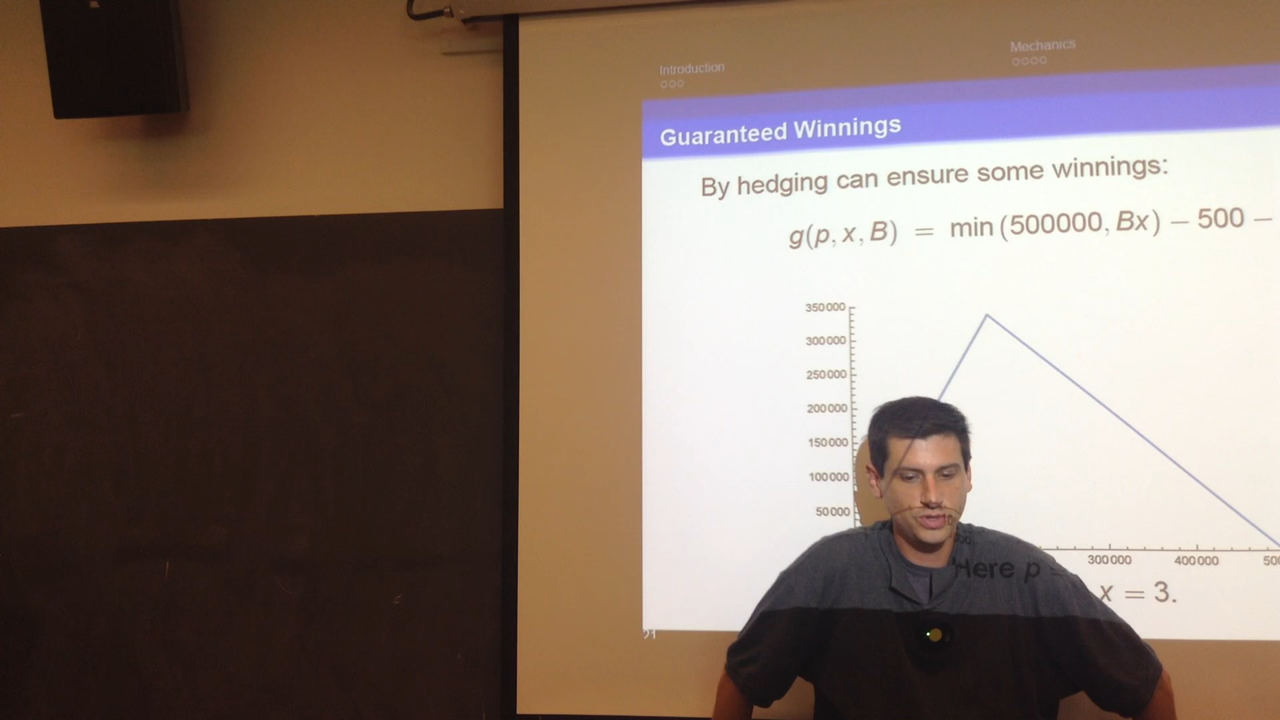 Introduction
Mechanics
Guaranteed Winnings
By hedging can ensure some winnings:
g(p, x, B) = min (500000, Bx) − 500 −
350000
300000
250000
200000
150000
100000
50000
300000 400000
Here p =
x = 3.
21